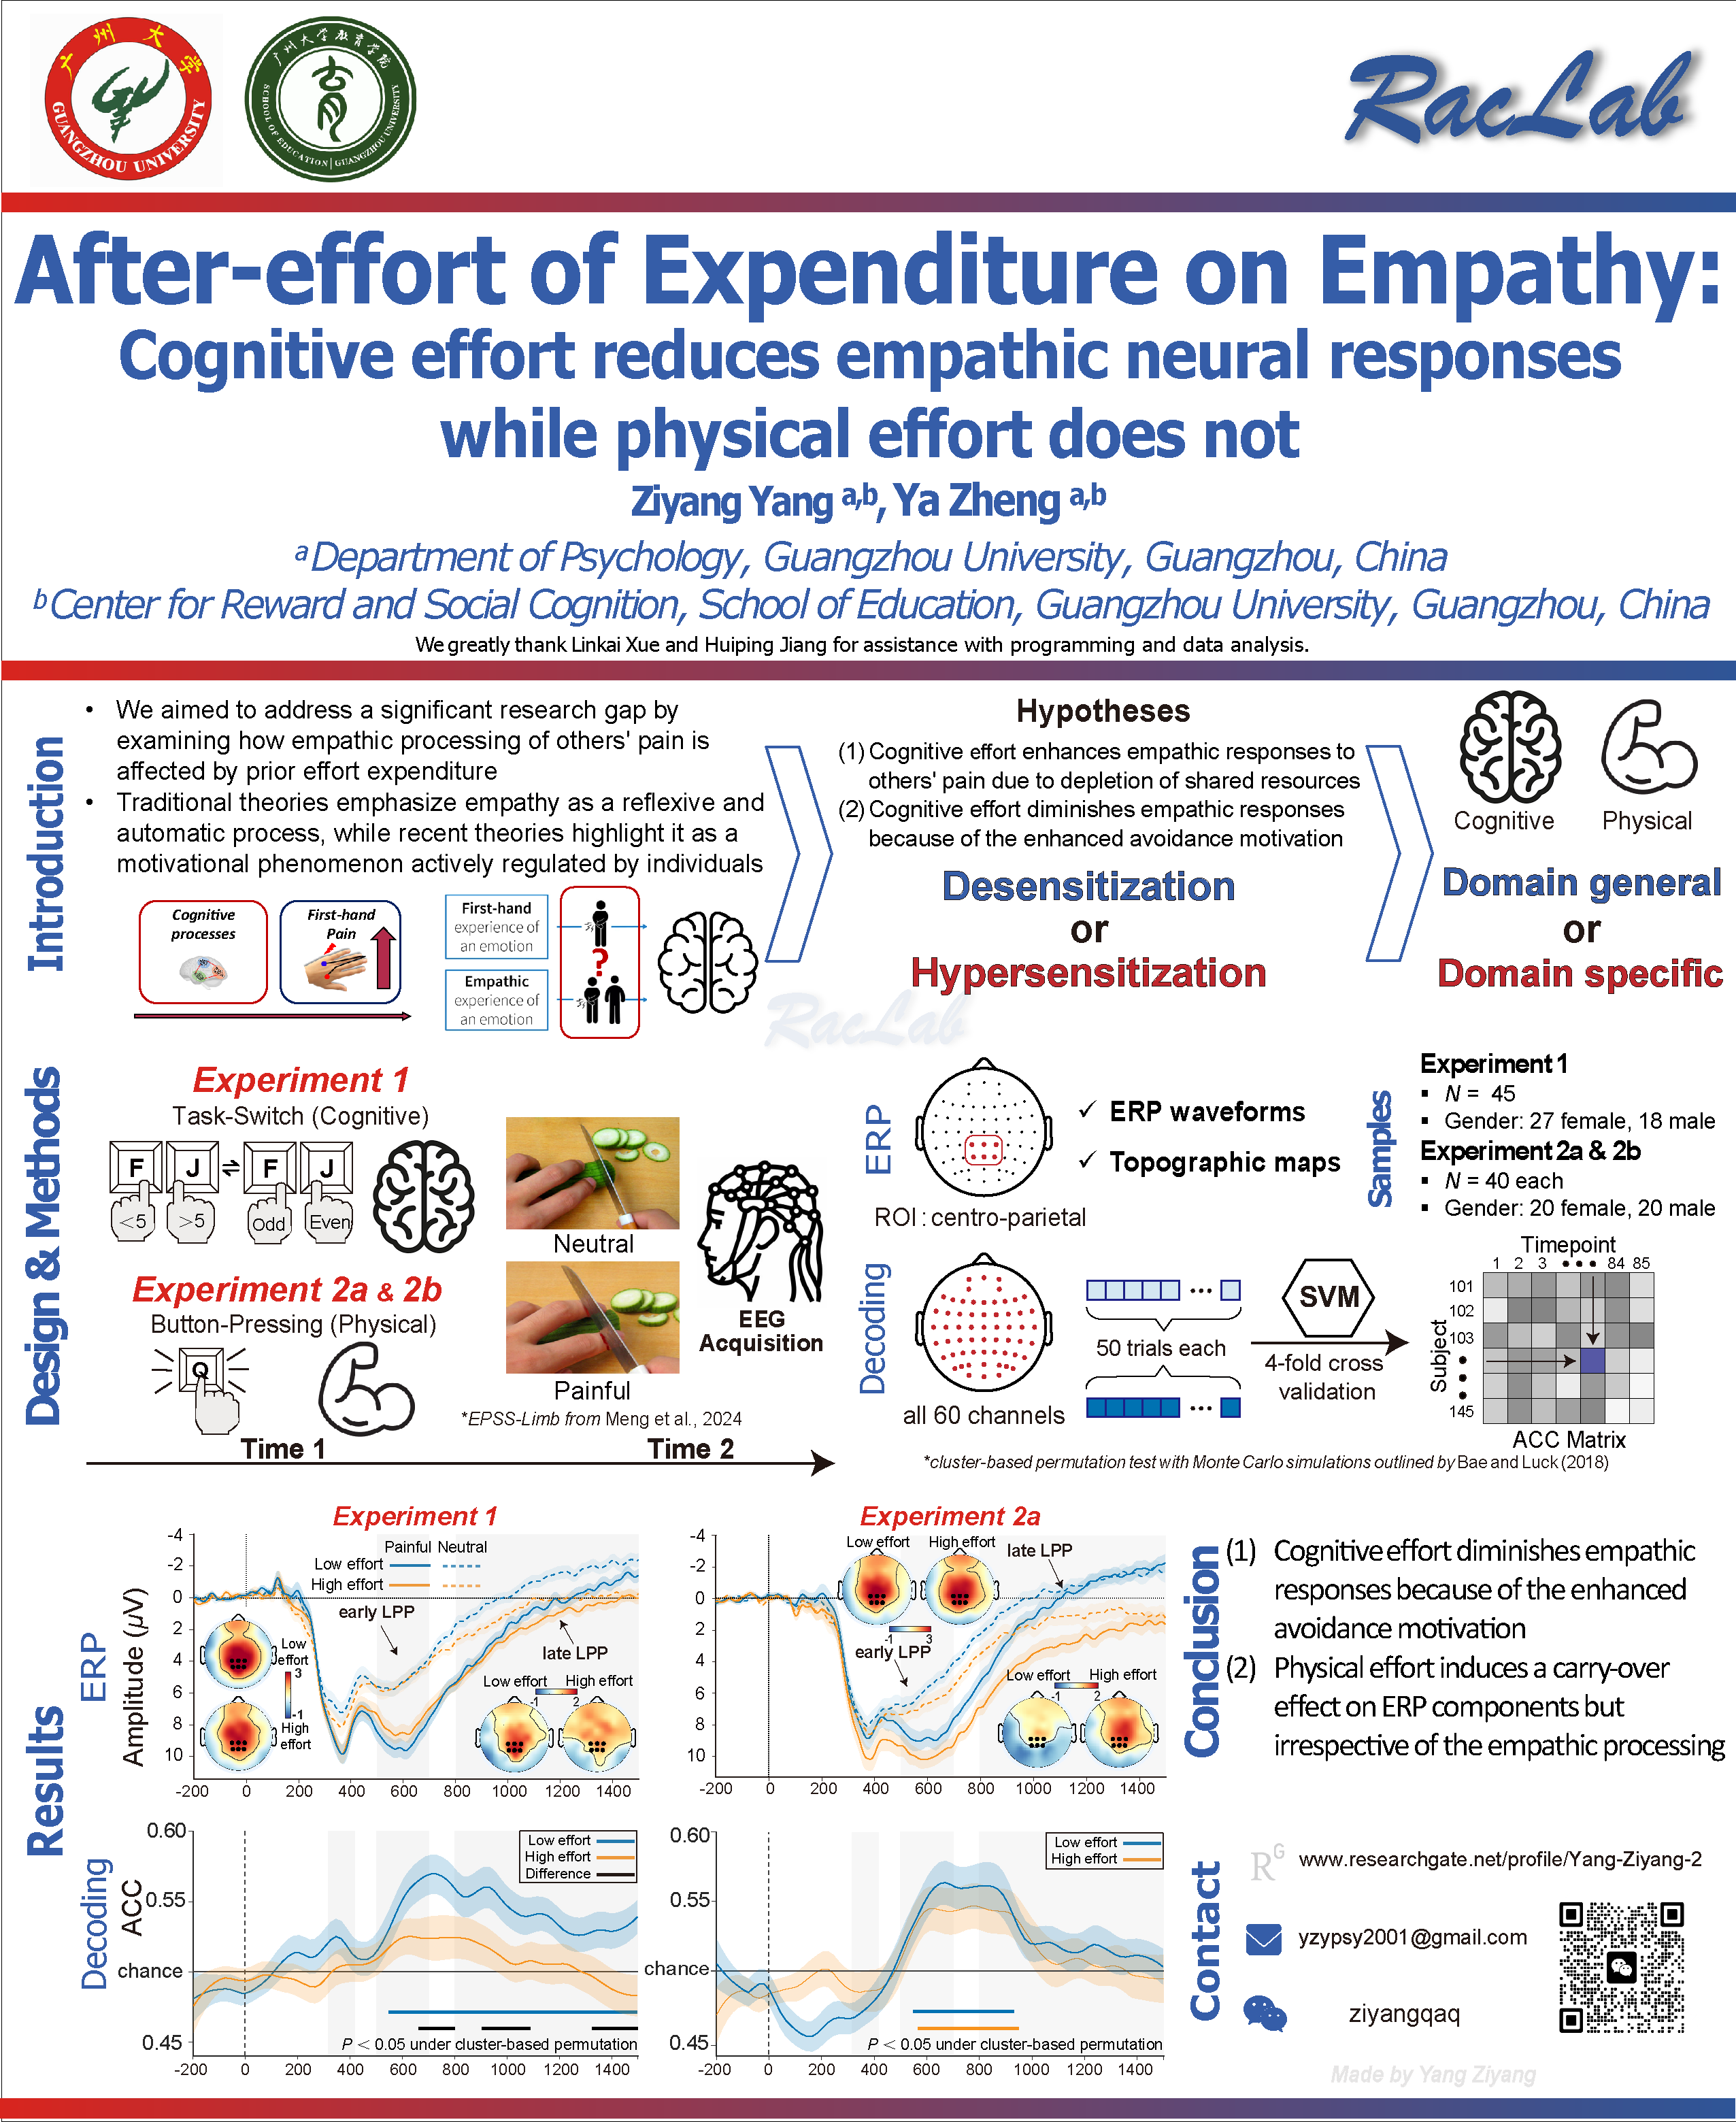 广州大学
GUANGZHOU UNIVERSITY
广州大学教育学院
SCHOOL OF EDUCATION | GUANGZHOU UNIVERSITY
RacLab
After-effort of Expenditure on Empathy:
Cognitive effort reduces empathic neural responses
while physical effort does not
Ziyang Yang a,b, Ya Zheng a,b
a Department of Psychology, Guangzhou University, Guangzhou, China
b Center for Reward and Social Cognition, School of Education, Guangzhou University, Guangzhou, China
We greatly thank Linkai Xue and Huiping Jiang for assistance with programming and data analysis.
Introduction
• We aimed to address a significant research gap by
examining how empathic processing of others' pain is
affected by prior effort expenditure
• Traditional theories emphasize empathy as a reflexive and
automatic process, while recent theories highlight it as a
motivational phenomenon actively regulated by individuals
Cognitive
processes
First-hand
Pain
First-hand
experience of
an emotion
?
Empathic
experience of
an emotion
Hypotheses
(1) Cognitive effort enhances empathic responses to
others' pain due to depletion of shared resources
(2) Cognitive effort diminishes empathic responses
because of the enhanced avoidance motivation
Desensitization
or
Hypersensitization
Cognitive
Physical
Domain general
or
Domain specific
RacLab
Design & Methods
Experiment 1
Task-Switch (Cognitive)
F J ⇌ F J
<5 >5 Odd Even
Experiment 2a & 2b
Button-Pressing (Physical)
Q
Neutral
Painful
*EPSS-Limb from Meng et al., 2024
EEG
Acquisition
Time 1
Time 2
ERP
ROI : centro-parietal
✓ ERP waveforms
✓ Topographic maps
Samples
Experiment 1
▪ N = 45
▪ Gender: 27 female, 18 male
Experiment 2a & 2b
▪ N = 40 each
▪ Gender: 20 female, 20 male
Decoding
all 60 channels
50 trials each
SVM
4-fold cross
validation
Timepoint
1 2 3 ••• 84 85
Subject
101
102
103
•
•
•
145
ACC Matrix
*cluster-based permutation test with Monte Carlo simulations outlined by Bae and Luck (2018)
Results
ERP
Experiment 1
Amplitude (μV)
-4
-2
0
2
4
6
8
10
Painful Neutral
Low effort
High effort
early LPP
late LPP
Low
effort
3
-1
High
effort
Low effort High effort
-1 2
-200 0 200 400 600 800 1000 1200 1400
Experiment 2a
-4
-2
0
2
4
6
8
10
Low effort High effort
late LPP
-1 3
early LPP
Low effort High effort
-1 2
-200 0 200 400 600 800 1000 1200 1400
Decoding
ACC
0.60
0.55
chance
0.45
Low effort
High effort
Difference
P < 0.05 under cluster-based permutation
-200 0 200 400 600 800 1000 1200 1400
0.60
0.55
chance
0.45
Low effort
High effort
P < 0.05 under cluster-based permutation
-200 0 200 400 600 800 1000 1200 1400
Conclusion
(1) Cognitive effort diminishes empathic
responses because of the enhanced
avoidance motivation
(2) Physical effort induces a carry-over
effect on ERP components but
irrespective of the empathic processing
Contact
RG www.researchgate.net/profile/Yang-Ziyang-2
yzypsy2001@gmail.com
ziyangqaq
Made by Yang Ziyang